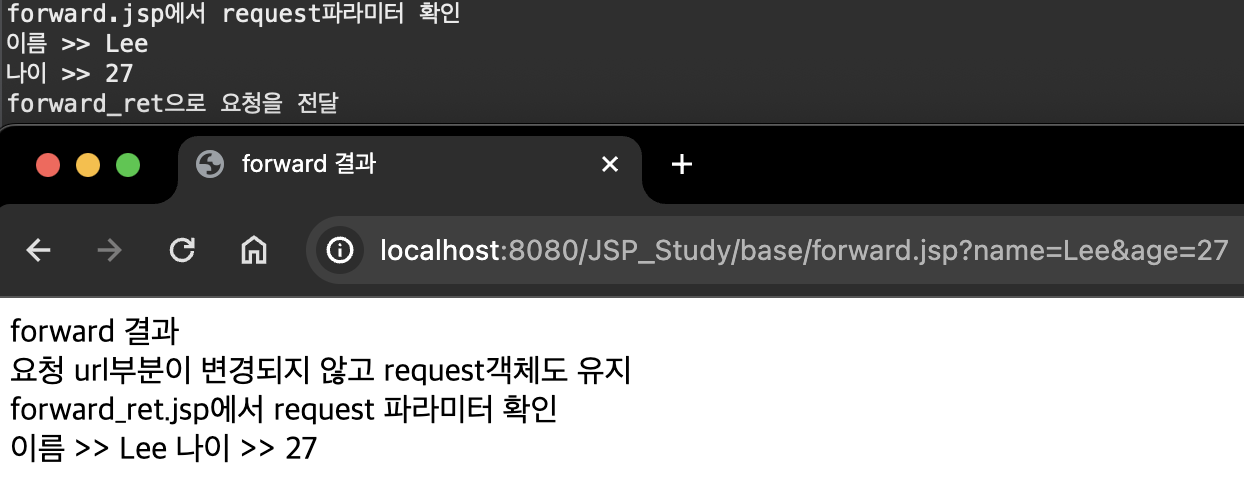 forward.jsp에서 request파라미터 확인
이름 >> Lee
나이 >> 27
forward_ret으로 요청을 전달
forward 결과
localhost:8080/JSP_Study/base/forward.jsp?name=Lee&age=27
forward 결과
요청 url부분이 변경되지 않고 request객체도 유지
forward_ret.jsp에서 request 파라미터 확인
이름 >> Lee 나이 >> 27